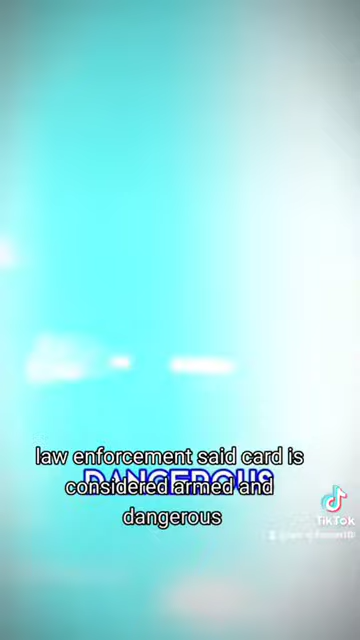 law enforcement said card is
DANGEROUS
considered armed and
dangerous
TikTok